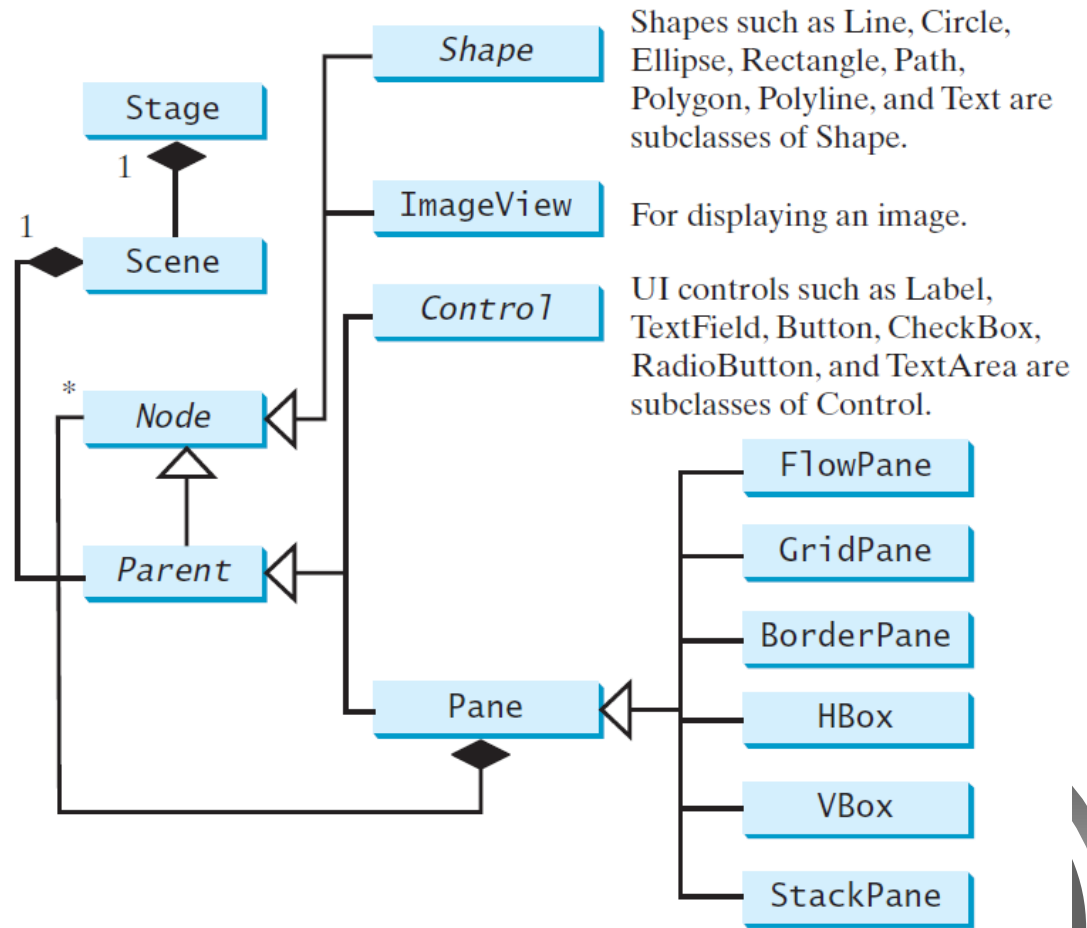 Shape
Shapes such as Line, Circle,
Ellipse, Rectangle, Path,
Polygon, Polyline, and Text are
subclasses of Shape.
Stage
1
ImageView
For displaying an image.
1
Scene
Control
UI controls such as Label,
TextField, Button, CheckBox,
RadioButton, and TextArea are
subclasses of Control.
*
Node
FlowPane
GridPane
Parent
BorderPane
Pane
HBox
VBox
StackPane